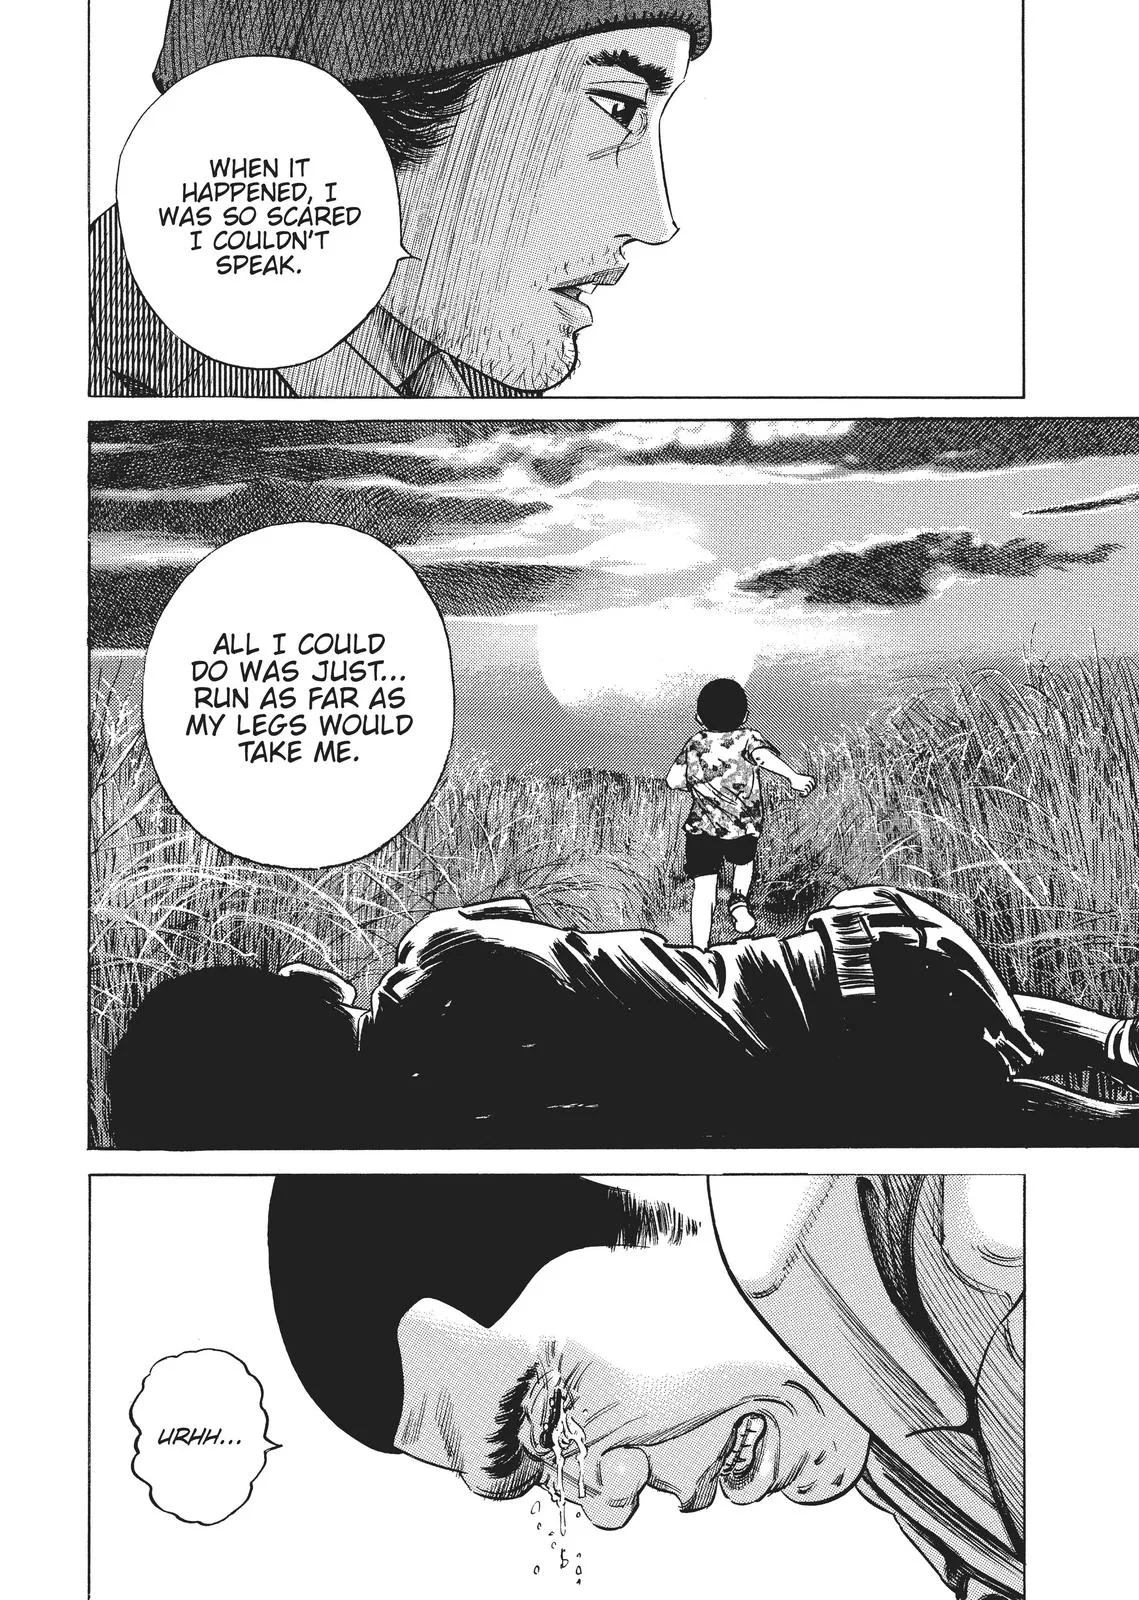 WHEN IT
HAPPENED, I
WAS SO SCARED
I COULDN'T
SPEAK.
ALL I COULD
DO WAS JUST...
RUN AS FAR AS
MY LEGS WOULD
TAKE ME.
URHH...